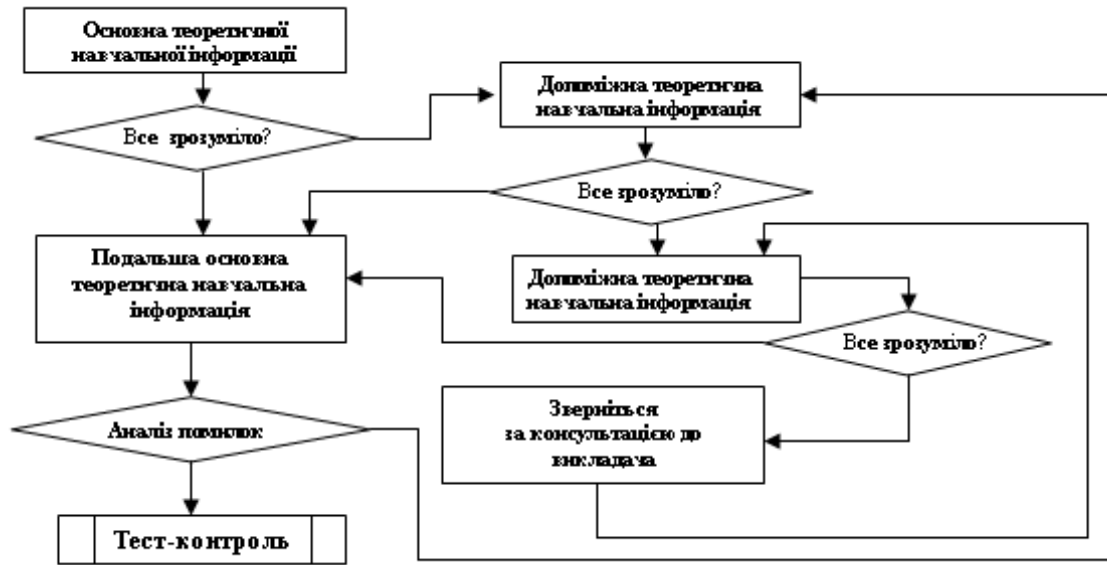 Основна теоретичної
навчальної інформації
Все зрозуміло?
Допоміжна теоретична
навчальна інформація
Все зрозуміло?
Подальша основна
теоретична навчальна
інформація
Допоміжна теоретична
навчальна інформація
Все зрозуміло?
Зверніться
за консультацією до
викладача
Аналіз помилок
Тест-контроль